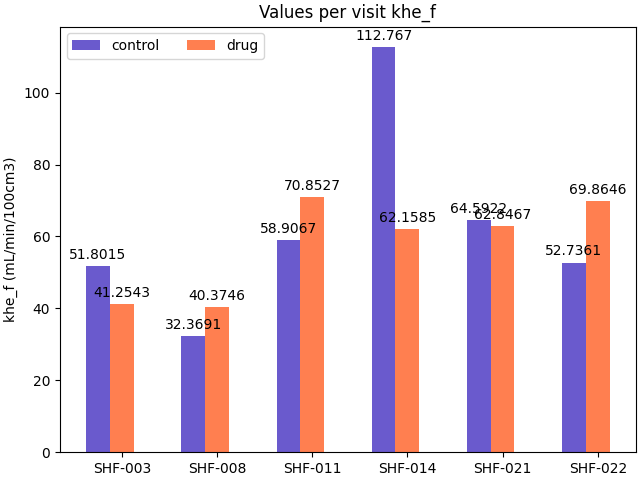 Values per visit khe_f
control
drug
khe_f (mL/min/100cm3)
100
80
60
40
20
0
51.8015
41.2543
32.3691
40.3746
58.9067
70.8527
112.767
62.1585
64.5922
62.8467
52.7361
69.8646
SHF-003
SHF-008
SHF-011
SHF-014
SHF-021
SHF-022